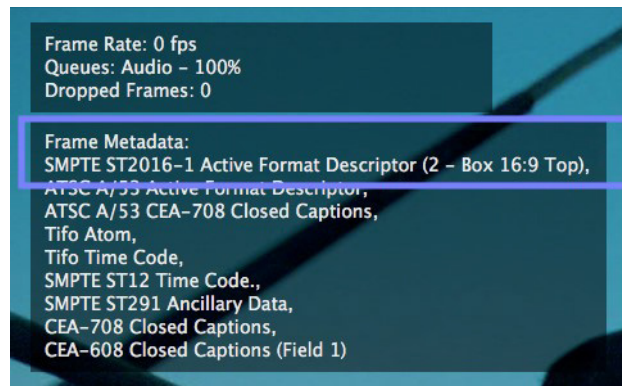 Frame Rate: 0 fps
Queues: Audio – 100%
Dropped Frames: 0
Frame Metadata:
SMPTE ST2016-1 Active Format Descriptor (2 – Box 16:9 Top),
ATSC A/53 Active Format Descriptor,
ATSC A/53 CEA-708 Closed Captions,
Tifo Atom,
Tifo Time Code,
SMPTE ST12 Time Code.,
SMPTE ST291 Ancillary Data,
CEA-708 Closed Captions,
CEA-608 Closed Captions (Field 1)